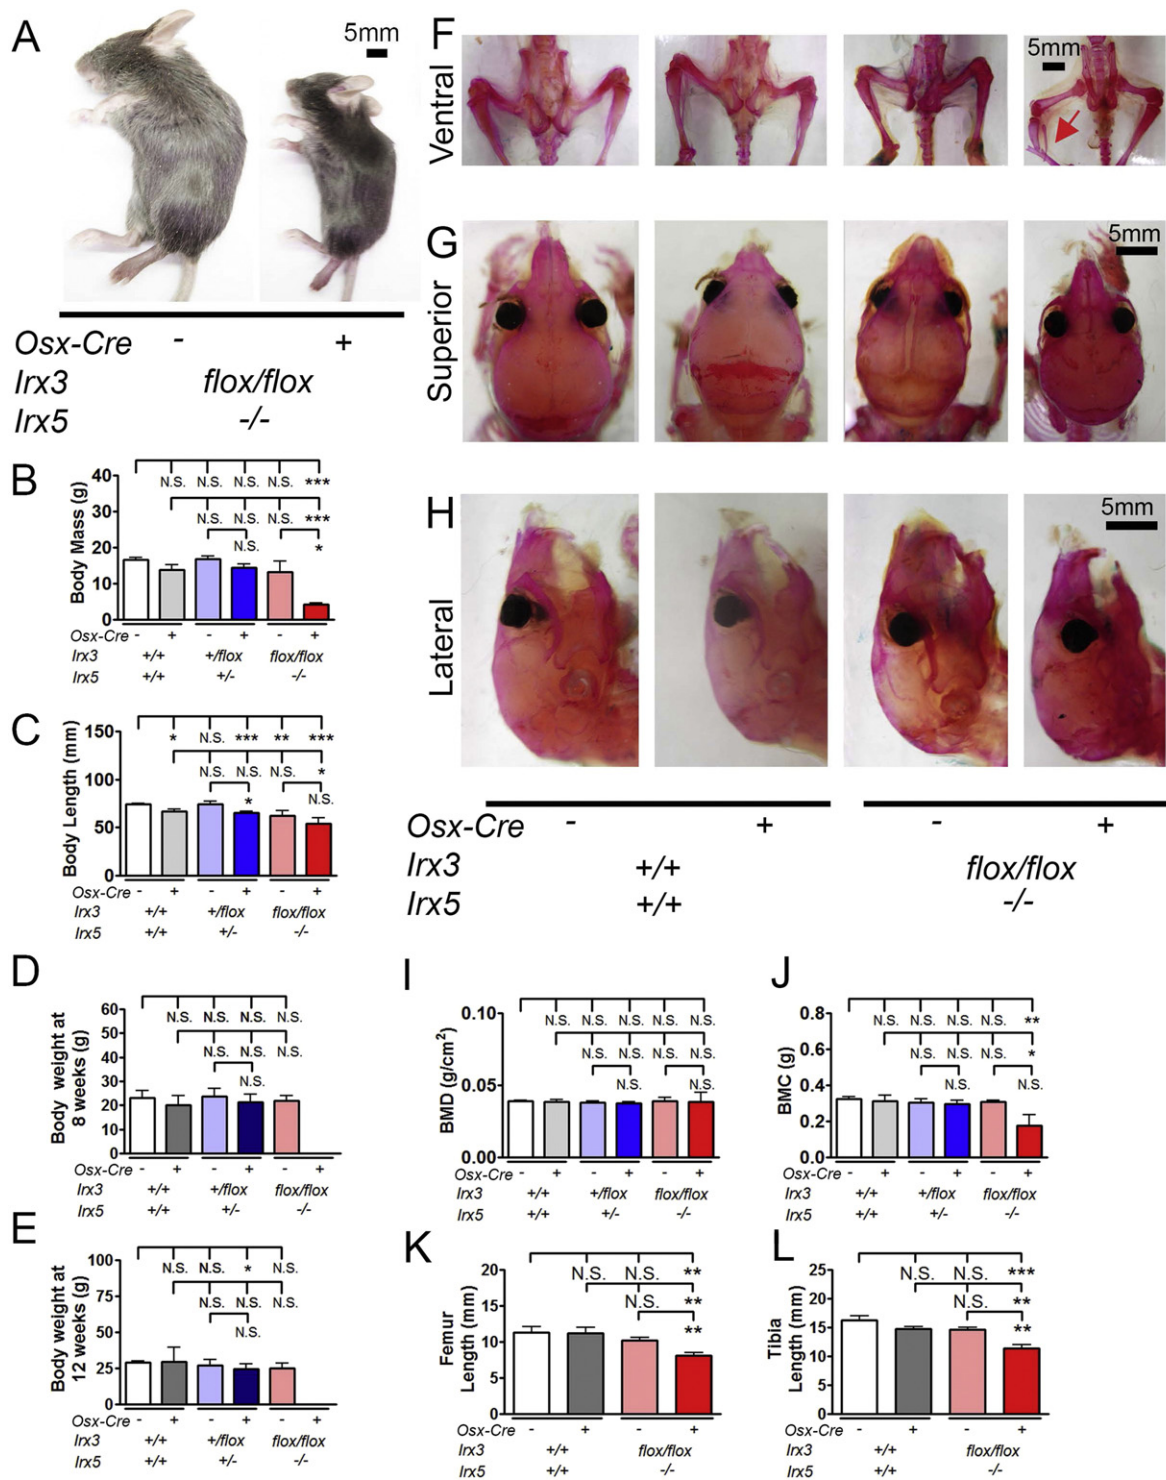 A
5mm
Osx-Cre - +
Irx3 flox/flox
Irx5 -/-
B
Body Mass (g)
40
30
20
10
0
N.S. N.S. N.S. N.S. ***
N.S. N.S. N.S. ***
N.S. *
Osx-Cre - + - + - +
Irx3 +/+ +/flox flox/flox
Irx5 +/+ +/- -/-
C
Body Length (mm)
150
100
50
0
* N.S. *** ** ***
N.S. N.S. N.S. *
* N.S.
Osx-Cre - + - + - +
Irx3 +/+ +/flox flox/flox
Irx5 +/+ +/- -/-
D
Body weight at
8 weeks (g)
60
50
40
30
20
10
0
N.S. N.S. N.S. N.S.
N.S. N.S. N.S.
N.S.
Osx-Cre - + - + - +
Irx3 +/+ +/flox flox/flox
Irx5 +/+ +/- -/-
E
Body weight at
12 weeks (g)
100
75
50
25
0
N.S. N.S. * N.S.
N.S. N.S. N.S.
N.S.
Osx-Cre - + - + - +
Irx3 +/+ +/flox flox/flox
Irx5 +/+ +/- -/-
F
Ventral
5mm
G
Superior
5mm
H
Lateral
5mm
Osx-Cre - + - +
Irx3 +/+ flox/flox
Irx5 +/+ -/-
I
BMD (g/cm²)
0.10
0.05
0.00
N.S. N.S. N.S. N.S. N.S.
N.S. N.S. N.S. N.S.
N.S. N.S.
Osx-Cre - + - + - +
Irx3 +/+ +/flox flox/flox
Irx5 +/+ +/- -/-
J
BMC (g)
0.8
0.6
0.4
0.2
0.0
N.S. N.S. N.S. N.S. **
N.S. N.S. N.S. *
N.S. N.S.
Osx-Cre - + - + - +
Irx3 +/+ +/flox flox/flox
Irx5 +/+ +/- -/-
K
Femur
Length (mm)
20
15
10
5
0
N.S. N.S. **
N.S. **
**
Osx-Cre - + - +
Irx3 +/+ flox/flox
Irx5 +/+ -/-
L
Tibia
Length (mm)
25
20
15
10
5
0
N.S. N.S. ***
N.S. **
**
Osx-Cre - + - +
Irx3 +/+ flox/flox
Irx5 +/+ -/-